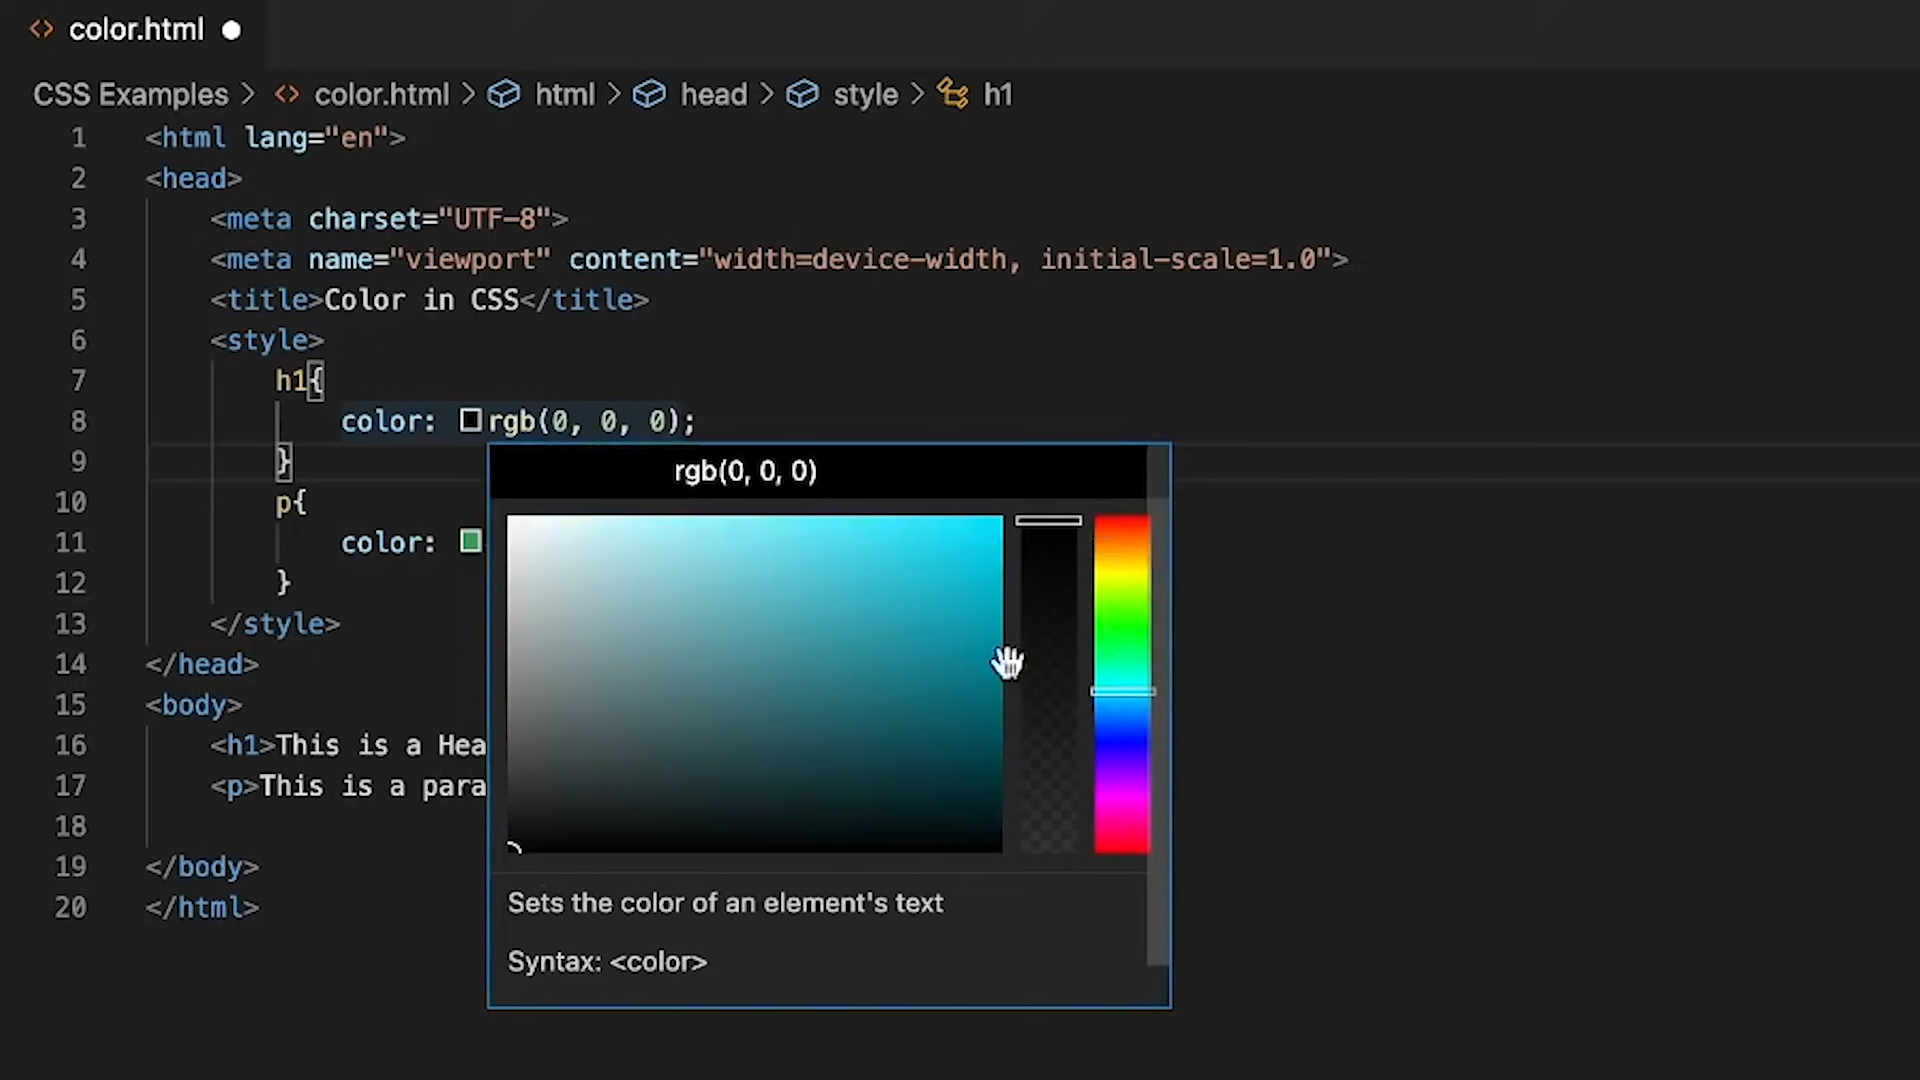 color.html
CSS Examples > color.html > html > head > style > h1
1 <html lang="en">
2 <head>
3 <meta charset="UTF-8">
4 <meta name="viewport" content="width=device-width, initial-scale=1.0">
5 <title>Color in CSS</title>
6 <style>
7 h1{
8 color: rgb(0, 0, 0);
9 }
rgb(0, 0, 0)
10 p{
11 color:
12 }
13 </style>
14 </head>
15 <body>
16 <h1>This is a Hea
17 <p>This is a para
18
19 </body>
20 </html>
Sets the color of an element's text
Syntax: <color>